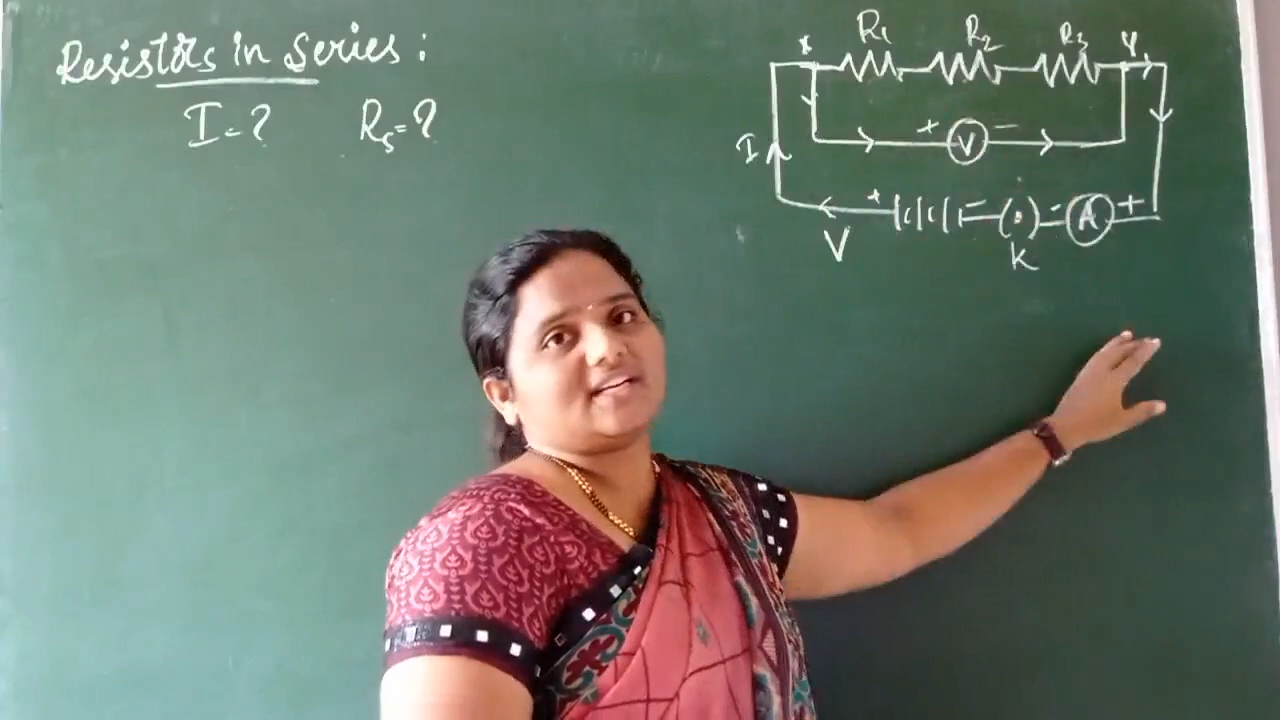 Resistors in series :
I = ? Rs = ?
X R1 R2 R3 Y
+ V -
I
+ - - A +
V K